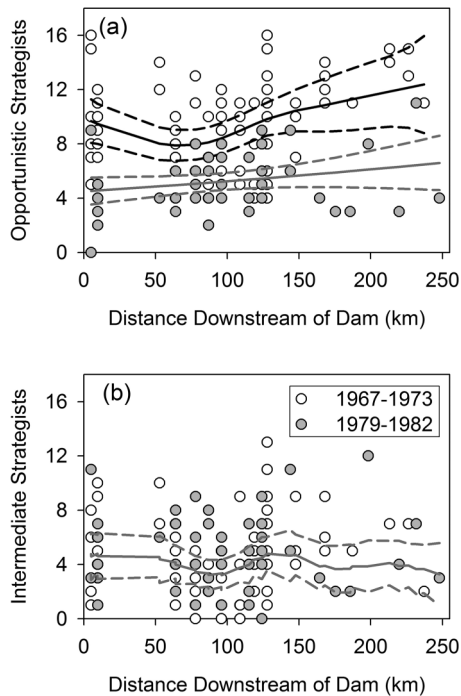 (a)
Opportunistic Strategists
16
12
8
4
0
0 50 100 150 200 250
Distance Downstream of Dam (km)
(b)
1967-1973
1979-1982
Intermediate Strategists
16
12
8
4
0
0 50 100 150 200 250
Distance Downstream of Dam (km)